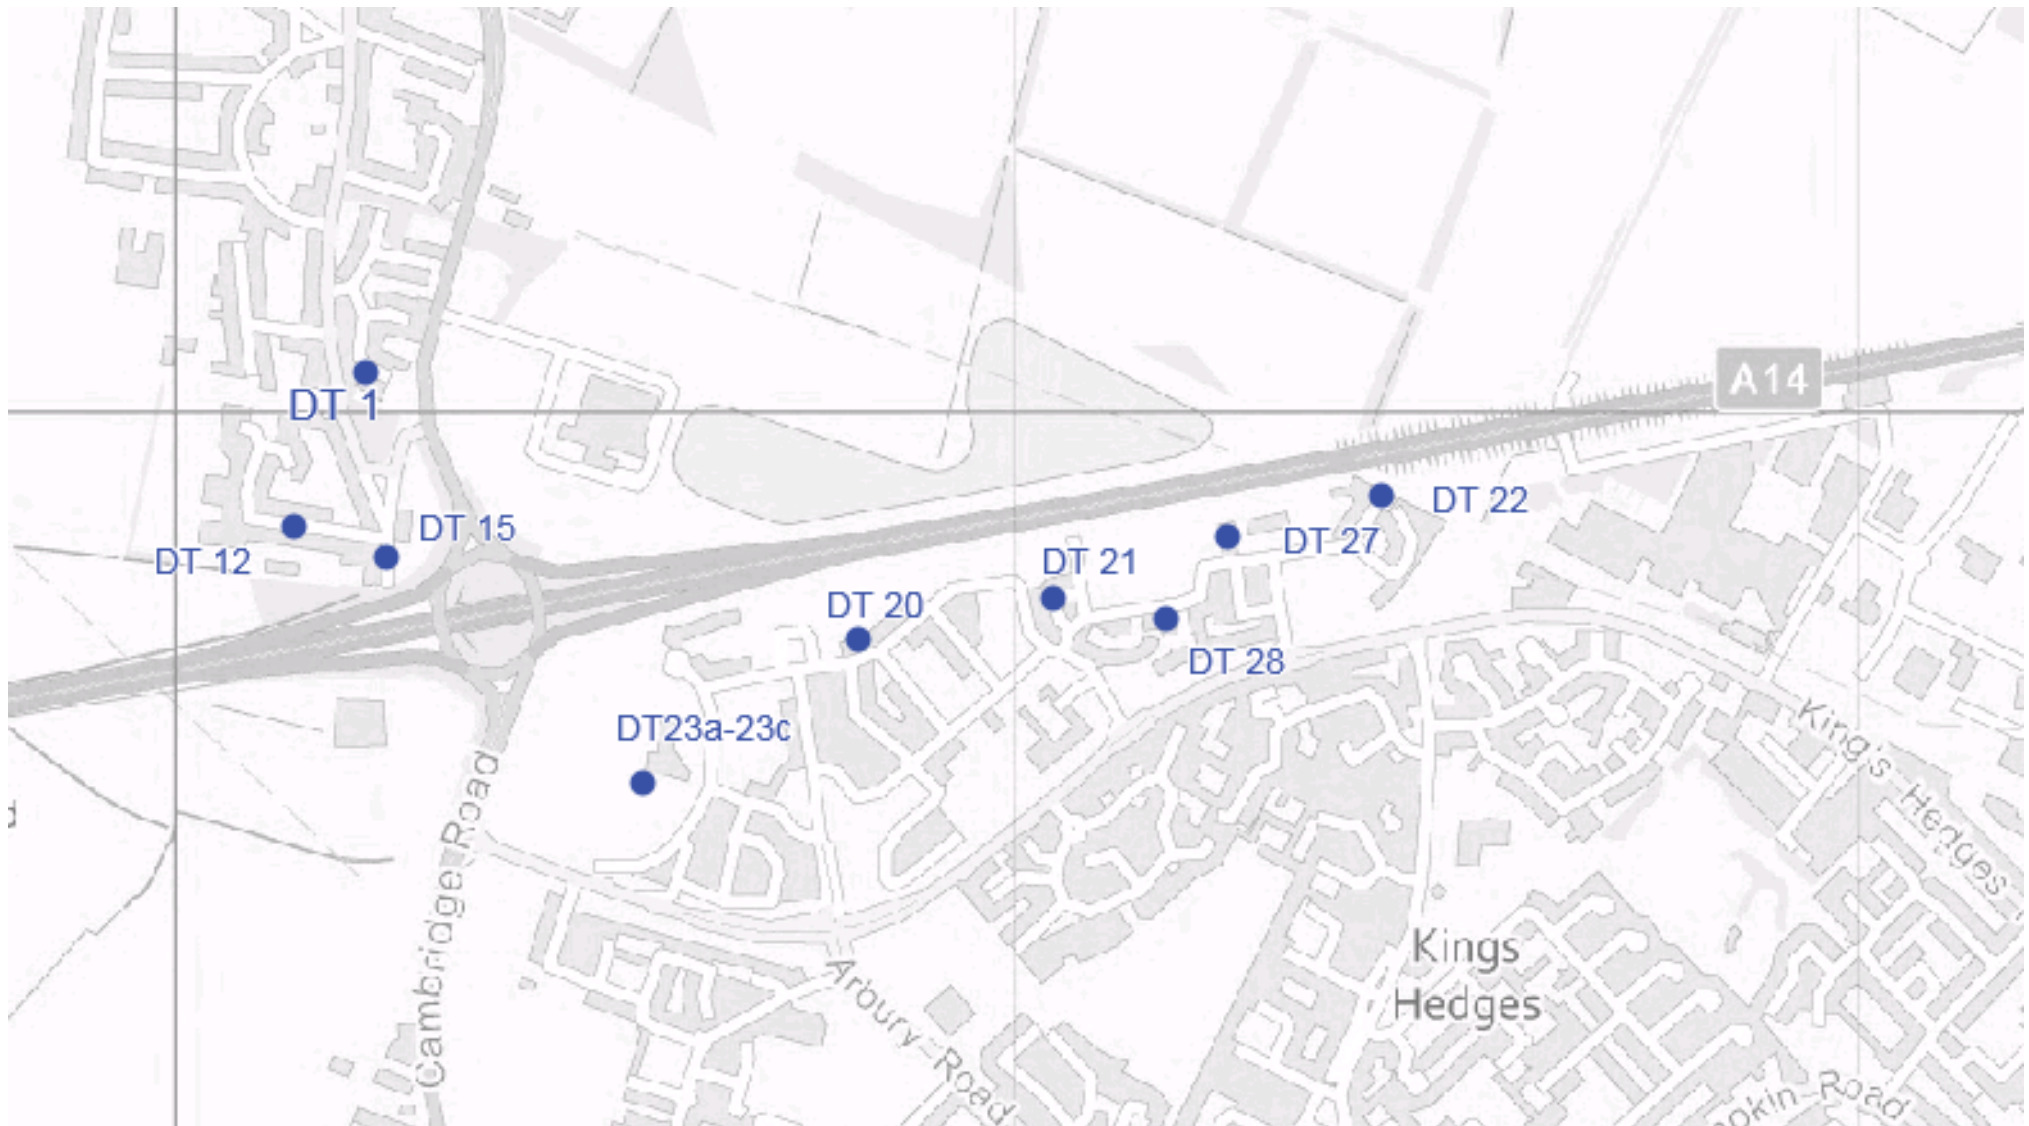 A14
DT 1
DT 22
DT 15
DT 27
DT 12
DT 21
DT 20
DT 28
DT23a-23c
King's Hedges
Cambridge Road
Kings
Hedges
Arbury Road
Road